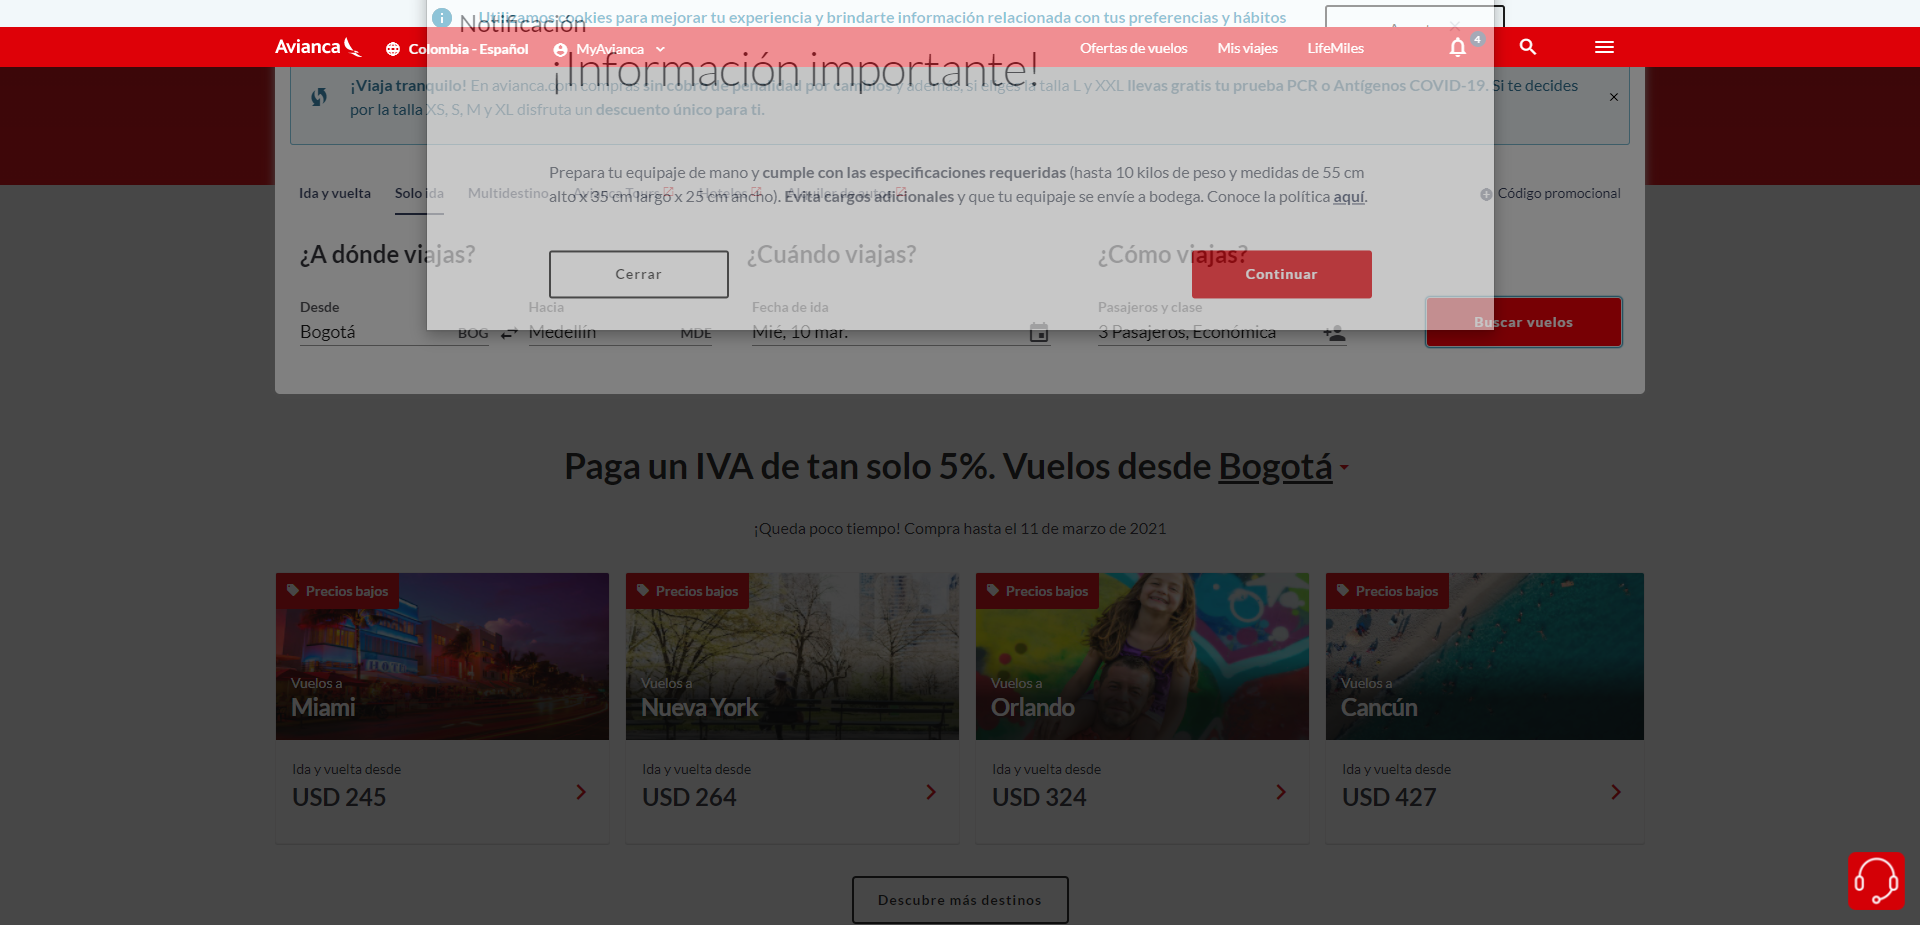 Utilizamos cookies para mejorar tu experiencia y brindarte información relacionada con tus preferencias y hábitos
Notificación
Avianca
Colombia - Español
MyAvianca
Ofertas de vuelos
Mis viajes
LifeMiles
4
¡Información importante!
¡Viaja tranquilo! En avianca.com compras sin cobro de penalidad por cambios y además, si eliges la talla L y XXL llevas gratis tu prueba PCR o Antígenos COVID-19. Si te decides
por la talla XS, S, M y XL disfruta un descuento único para ti.
Prepara tu equipaje de mano y cumple con las especificaciones requeridas (hasta 10 kilos de peso y medidas de 55 cm
alto x 35 cm largo x 25 cm ancho). Evita cargos adicionales y que tu equipaje se envíe a bodega. Conoce la política aquí.
Ida y vuelta
Solo ida
Multidestino
Avianca Tours
Hoteles
Alquiler de autos
Código promocional
¿A dónde viajas?
¿Cuándo viajas?
¿Cómo viajas?
Cerrar
Continuar
Desde
Hacia
Fecha de ida
Pasajeros y clase
Bogotá
BOG
Medellín
MDE
Mié, 10 mar.
3 Pasajeros, Económica
Buscar vuelos
Paga un IVA de tan solo 5%. Vuelos desde Bogotá
¡Queda poco tiempo! Compra hasta el 11 de marzo de 2021
Precios bajos
Vuelos a
Miami
Ida y vuelta desde
USD 245
Precios bajos
Vuelos a
Nueva York
Ida y vuelta desde
USD 264
Precios bajos
Vuelos a
Orlando
Ida y vuelta desde
USD 324
Precios bajos
Vuelos a
Cancún
Ida y vuelta desde
USD 427
Descubre más destinos